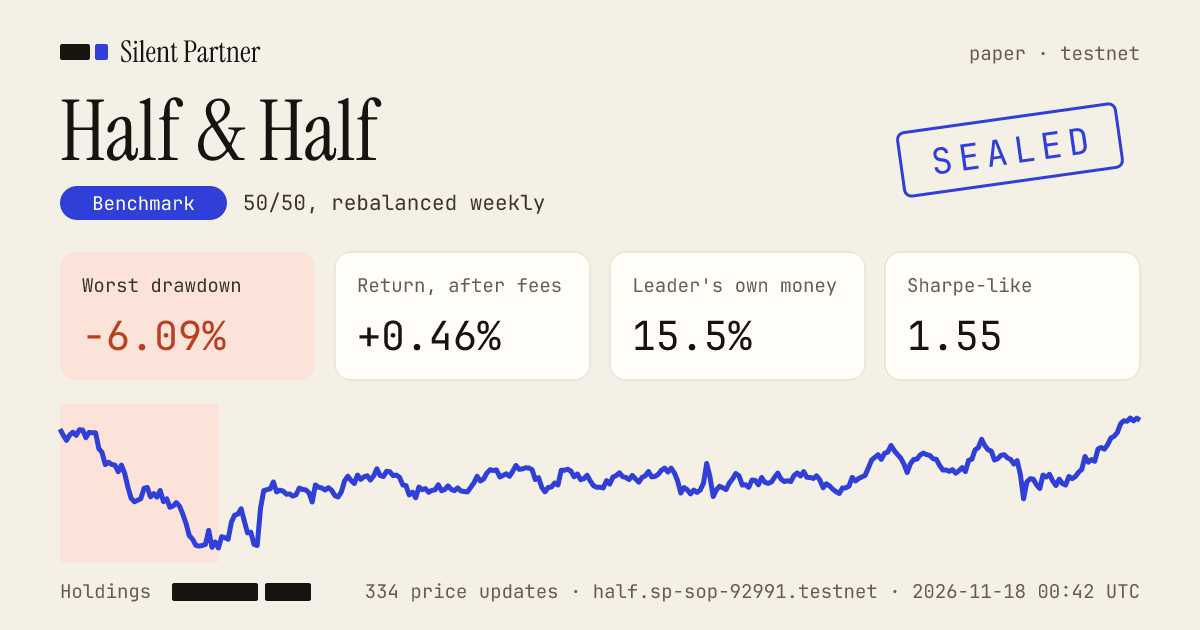 Silent Partner
paper · testnet
Half & Half
SEALED
Benchmark 50/50, rebalanced weekly
Worst drawdown
-6.09%
Return, after fees
+0.46%
Leader's own money
15.5%
Sharpe-like
1.55
Holdings
334 price updates · half.sp-sop-92991.testnet · 2026-11-18 00:42 UTC